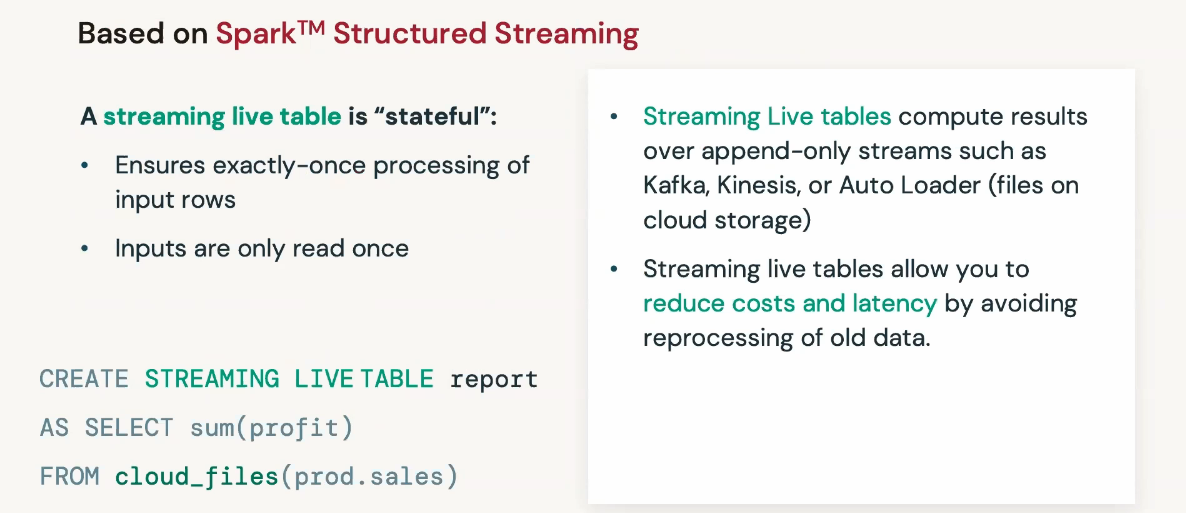 Based on Spark™ Structured Streaming
A streaming live table is “stateful”:
• Ensures exactly-once processing of
input rows
• Inputs are only read once
CREATE STREAMING LIVE TABLE report
AS SELECT sum(profit)
FROM cloud_files(prod.sales)
• Streaming Live tables compute results
over append-only streams such as
Kafka, Kinesis, or Auto Loader (files on
cloud storage)
• Streaming live tables allow you to
reduce costs and latency by avoiding
reprocessing of old data.